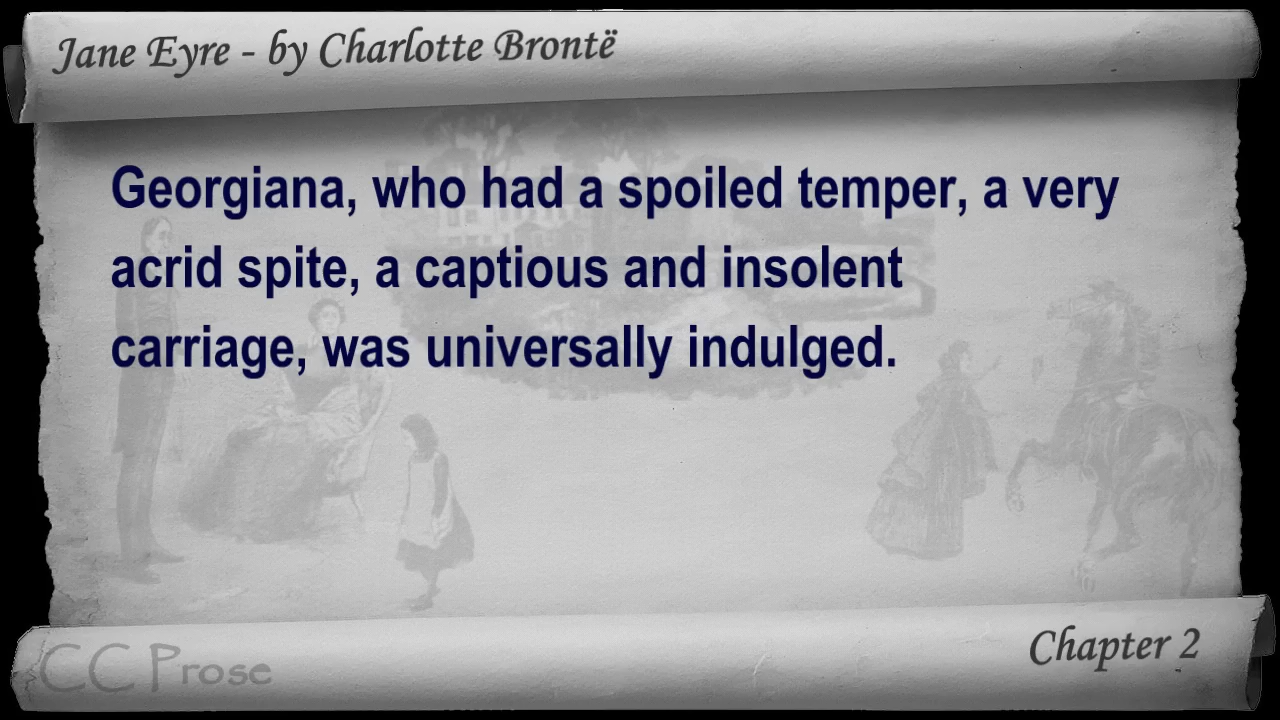 Jane Eyre - by Charlotte Brontë
Georgiana, who had a spoiled temper, a very
acrid spite, a captious and insolent
carriage, was universally indulged.
Chapter 2
CC Prose